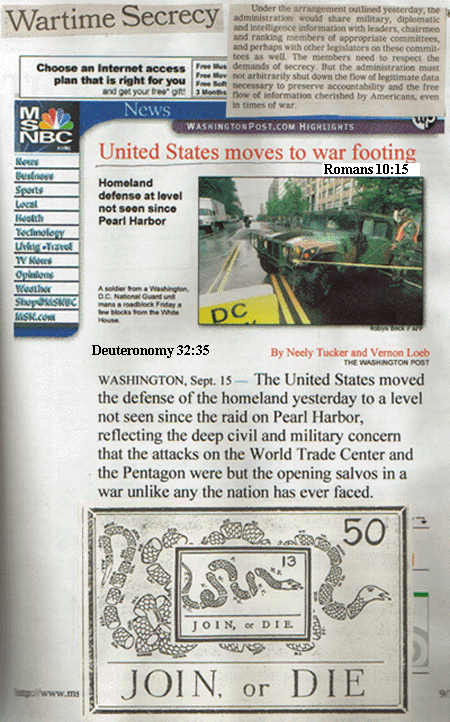 Wartime Secrecy
Under the arrangement outlined yesterday, the
administration would share military, diplomatic
and intelligence information with leaders, chairmen
and ranking members of appropriate committees,
and perhaps with other legislators on these commit-
tees as well. The members need to respect the
demands of secrecy. But the administration must
not arbitrarily shut down the flow of legitimate data
necessary to preserve accountability and the free
flow of information cherished by Americans, even
in times of war.
Choose an Internet access
plan that is right for you
and get your free* gift!
Free Mus
Free Mov
Free Soft
3 Months
MSNBC
News
WASHINGTONPOST.COM HIGHLIGHTS
wp
News
Business
Sports
Local
Health
Technology
Living + Travel
TV News
Opinions
Weather
Shop@MSNBC
MSN.com
United States moves to war footing
Romans 10:15
Homeland
defense at level
not seen since
Pearl Harbor
A soldier from a Washington,
D.C. National Guard unit
mans a roadblock Friday a
few blocks from the White
House.
DC
Robyn Beck / AFP
Deuteronomy 32:35
By Neely Tucker and Vernon Loeb
THE WASHINGTON POST
WASHINGTON, Sept. 15 — The United States moved
the defense of the homeland yesterday to a level
not seen since the raid on Pearl Harbor,
reflecting the deep civil and military concern
that the attacks on the World Trade Center and
the Pentagon were but the opening salvos in a
war unlike any the nation has ever faced.
50
13
JOIN, or DIE.
JOIN, or DIE
http://www.ms
9/